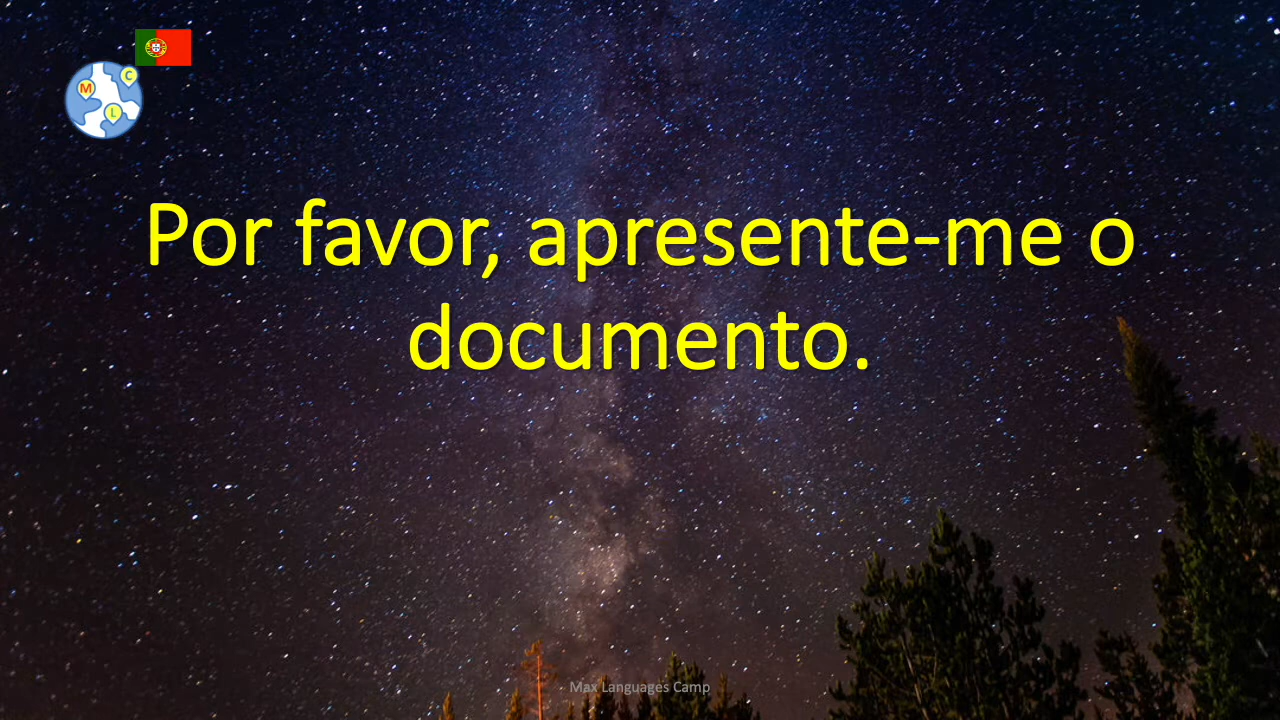 C
M
L
Por favor, apresente-me o
documento.
Max Languages Camp